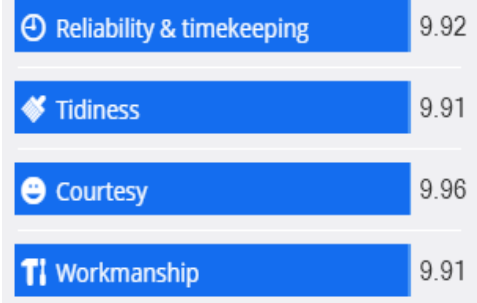 Reliability & timekeeping 9.92
Tidiness 9.91
Courtesy 9.96
Workmanship 9.91